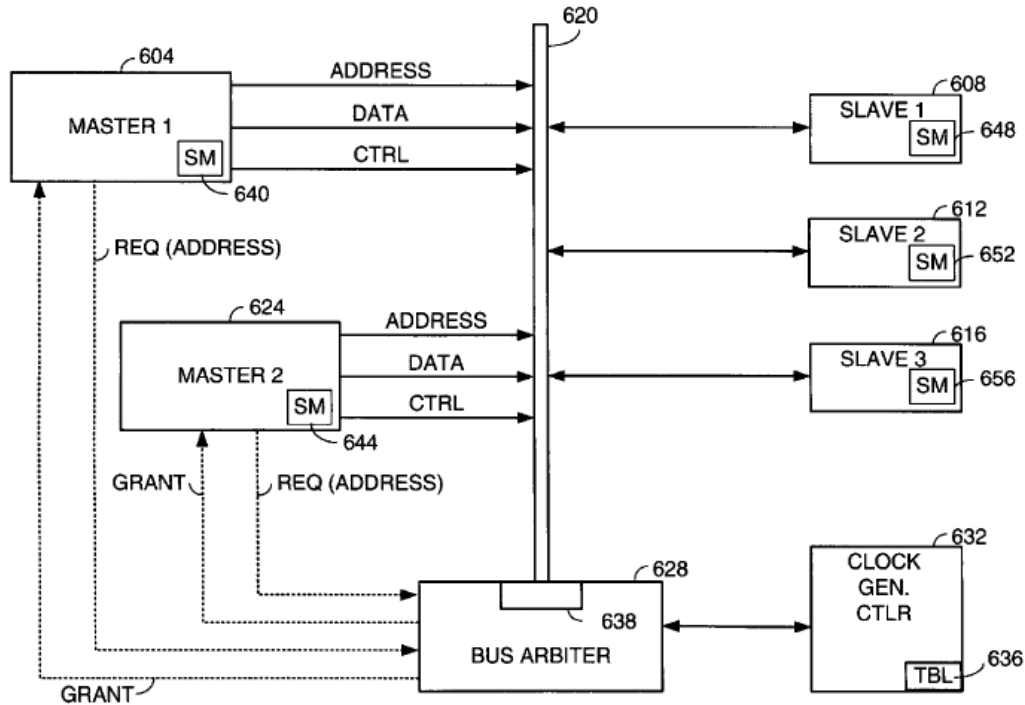 620
604
ADDRESS
608
MASTER 1
DATA
SLAVE 1
SM
648
SM
CTRL
640
REQ (ADDRESS)
612
SLAVE 2
SM
652
624
ADDRESS
616
MASTER 2
DATA
SLAVE 3
SM
656
SM
CTRL
644
GRANT
REQ (ADDRESS)
632
CLOCK
GEN.
CTLR
628
638
BUS ARBITER
TBL
636
GRANT